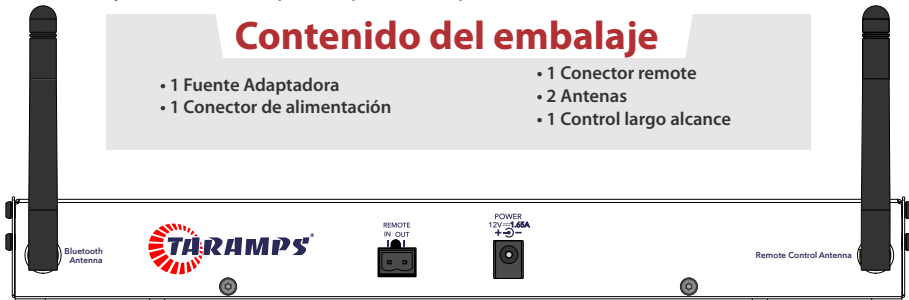 Contenido del embalaje
• 1 Fuente Adaptadora
• 1 Conector de alimentación
• 1 Conector remote
• 2 Antenas
• 1 Control largo alcance
Bluetooth
Antenna
TARAMPS®
REMOTE
IN OUT
POWER
12V⎓1.65A
Remote Control Antenna